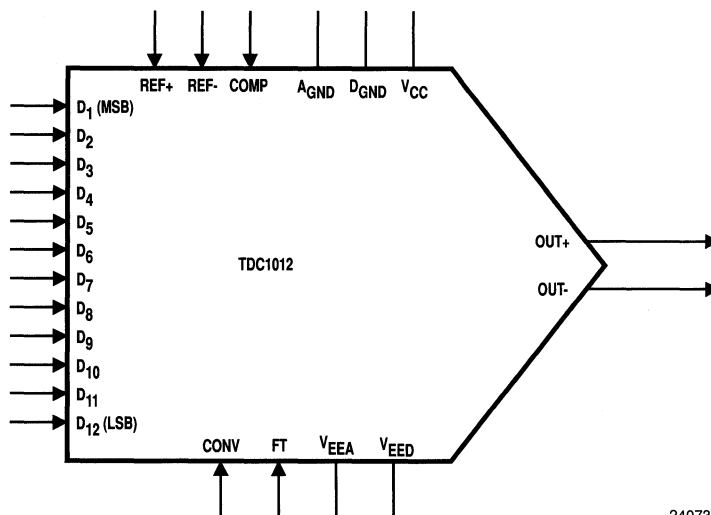 REF+ REF- COMP AGND DGND VCC
D1 (MSB)
D2
D3
D4
D5
D6
D7
D8
D9
D10
D11
D12 (LSB)
OUT+
TDC1012
OUT-
CONV FT VEEA VEED